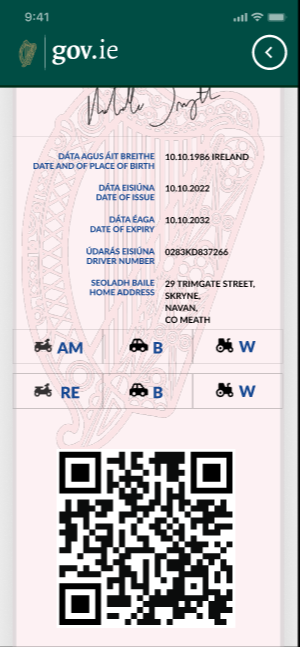 9:41
gov.ie
DÁTA AGUS ÁIT BREITHE 10.10.1986 IRELAND
DATE AND OF PLACE OF BIRTH
DÁTA EISIÚNA 10.10.2022
DATE OF ISSUE
DÁTA ÉAGA 10.10.2032
DATE OF EXPIRY
ÚDARÁS EISIÚNA 0283KD837266
DRIVER NUMBER
SEOLADH BAILE 29 TRIMGATE STREET,
HOME ADDRESS SKRYNE,
NAVAN,
CO MEATH
AM B W
RE B W